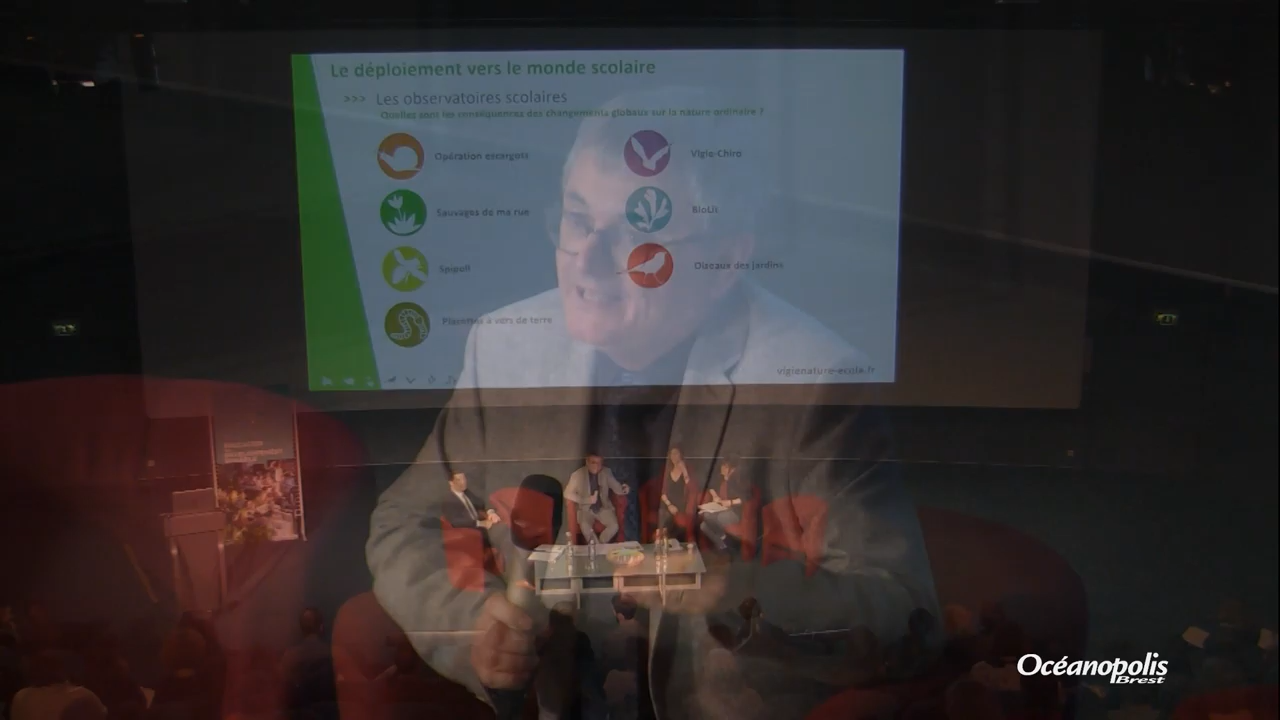 Le déploiement vers le monde scolaire
>>> Les observatoires scolaires
Quelles sont les conséquences des changements globaux sur la nature ordinaire ?
Opération escargots
Vigie-Chiro
Sauvages de ma rue
BioLit
Spipoll
Oiseaux des jardins
Placettes à vers de terre
vigienature-ecole.fr
Océanopolis
Brest